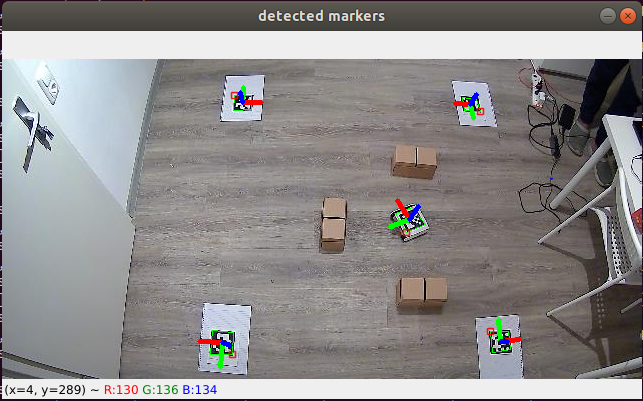 detected markers
(x=4, y=289) ~ R:130 G:136 B:134